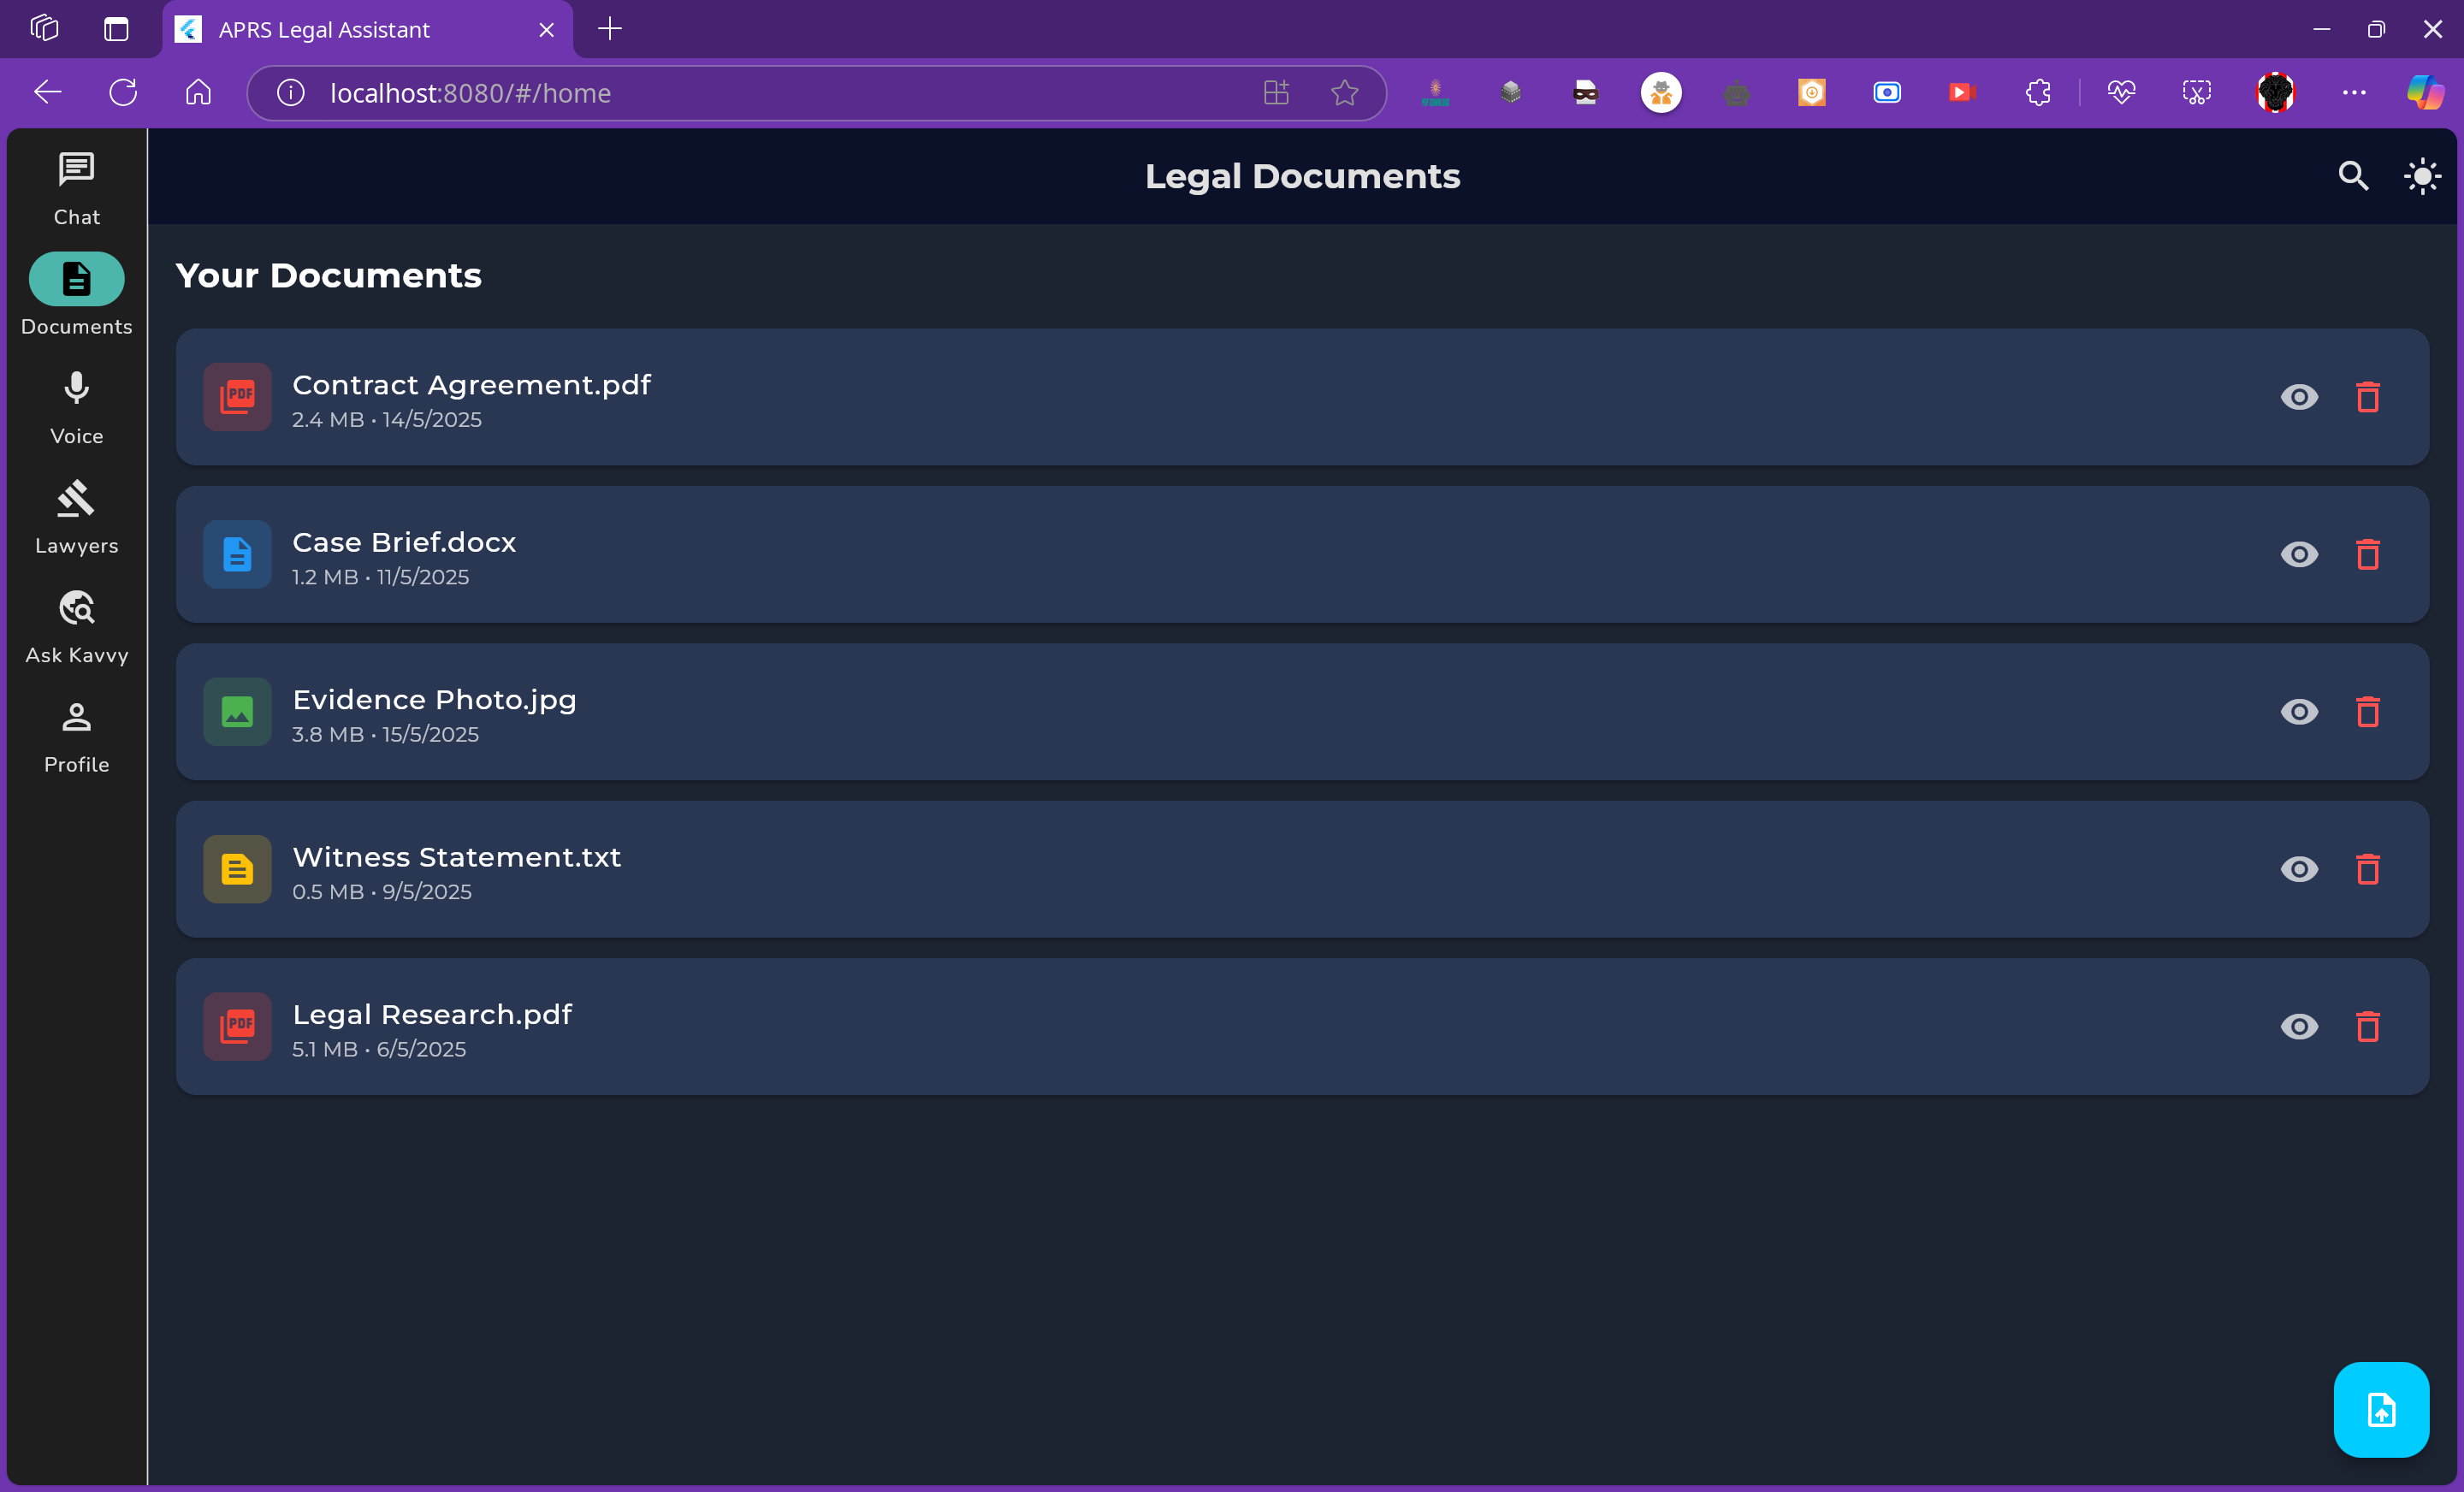 APRS Legal Assistant
localhost:8080/#/home
Chat
Documents
Voice
Lawyers
Ask Kavvy
Profile
Legal Documents
Your Documents
PDF
Contract Agreement.pdf
2.4 MB • 14/5/2025
Case Brief.docx
1.2 MB • 11/5/2025
Evidence Photo.jpg
3.8 MB • 15/5/2025
Witness Statement.txt
0.5 MB • 9/5/2025
PDF
Legal Research.pdf
5.1 MB • 6/5/2025